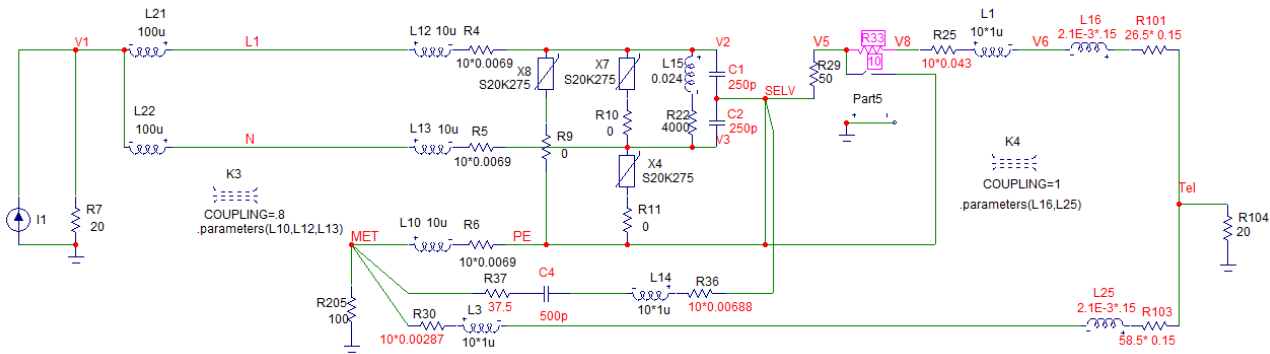 L21
100u
V1
L1
L12 10u
R4
10*0.0069
V2
X8
S20K275
X7
S20K275
L15
0.024
C1
250p
SELV
V5
R33
10
R29
50
V8
R25
10*0.043
L1
10*1u
V6
L16
2.1E-3*.15
R101
26.5* 0.15
L22
100u
N
L13 10u
R5
10*0.0069
R10
0
R22
4000
C2
250p
V3
R9
0
X4
S20K275
Part5
K4
COUPLING=1
.parameters(L16,L25)
Tel
R104
20
K3
COUPLING=.8
.parameters(L10,L12,L13)
I1
R7
20
MET
L10 10u
R6
10*0.0069
PE
R11
0
R37
37.5
C4
500p
L14
10*1u
R36
10*0.00688
R205
100
R30
10*0.00287
L3
10*1u
L25
2.1E-3*.15
R103
58.5* 0.15